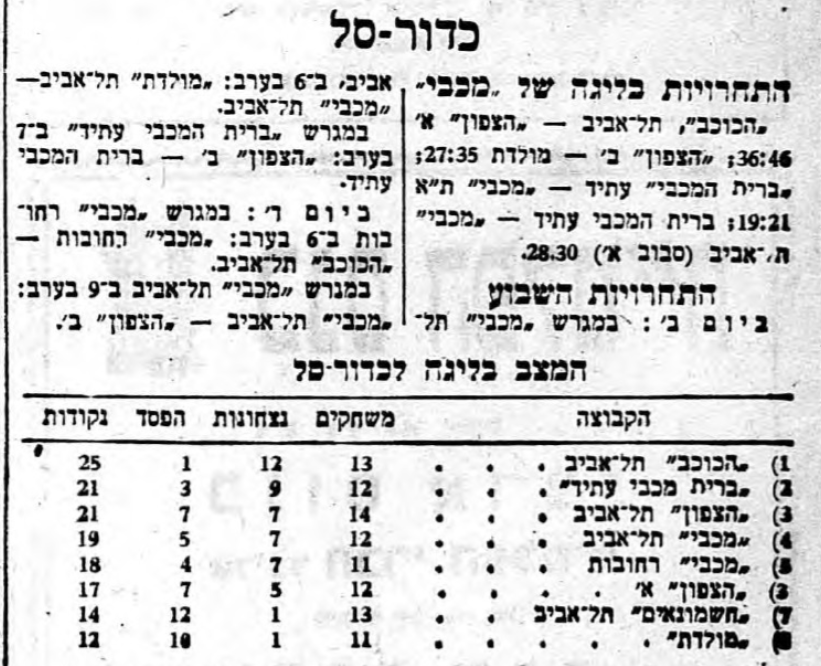 כדור-סל
התחרויות בליגה של „מכבי"
„הכוכב", תל־אביב — „הצפון" א'
36:46; „הצפון" ב' — מולדת 27:35;
„ברית המכבי" עתיד — „מכבי" ת"א
19:21; ברית המכבי עתיד — „מכבי"
ת.־אביב (סבוב א') 28.30.
התחרויות השבוע
ביום ב': במגרש „מכבי" תל־
אביב, ב־6 בערב: „מולדת" תל־אביב—
„מכבי" תל־אביב.
במגרש „ברית המכבי עתיד" ב־7
בערב: „הצפון" ב' — ברית המכבי
עתיד.
ביום ד': במגרש „מכבי" רחו־
בות ב־6 בערב: „מכבי" רחובות —
„הכוכב" תל־אביב.
במגרש „מכבי" תל־אביב ב־9 בערב:
„מכבי" תל־אביב — „הצפון" ב'.
המצב בליגה לכדור־סל
הקבוצה משחקים נצחונות הפסד נקודות
1) „הכוכב" תל־אביב . . . 13 12 1 25
2) „ברית מכבי עתיד" . . . 12 9 3 21
3) „הצפון" תל־אביב . . . 14 7 7 21
4) „מכבי" תל־אביב . . . 12 7 5 19
5) „מכבי" רחובות . . . 11 7 4 18
6) „הצפון" א' . . . . 12 5 7 17
7) „חשמונאים" תל־אביב . . . 13 1 12 14
8) „מולדת" . . . . 11 1 10 12